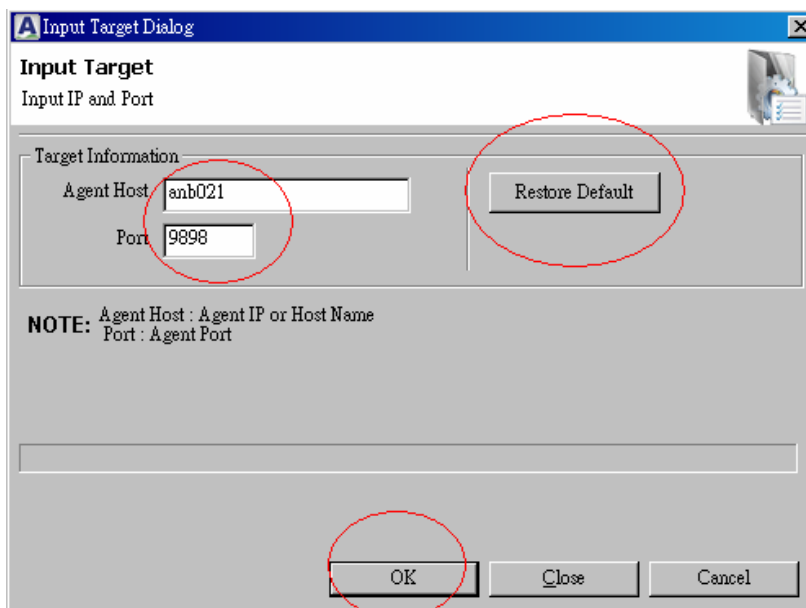 A Input Target Dialog
Input Target
Input IP and Port
Target Information
Agent Host anb021
Restore Default
Port 9898
NOTE: Agent Host : Agent IP or Host Name
Port : Agent Port
OK Close Cancel